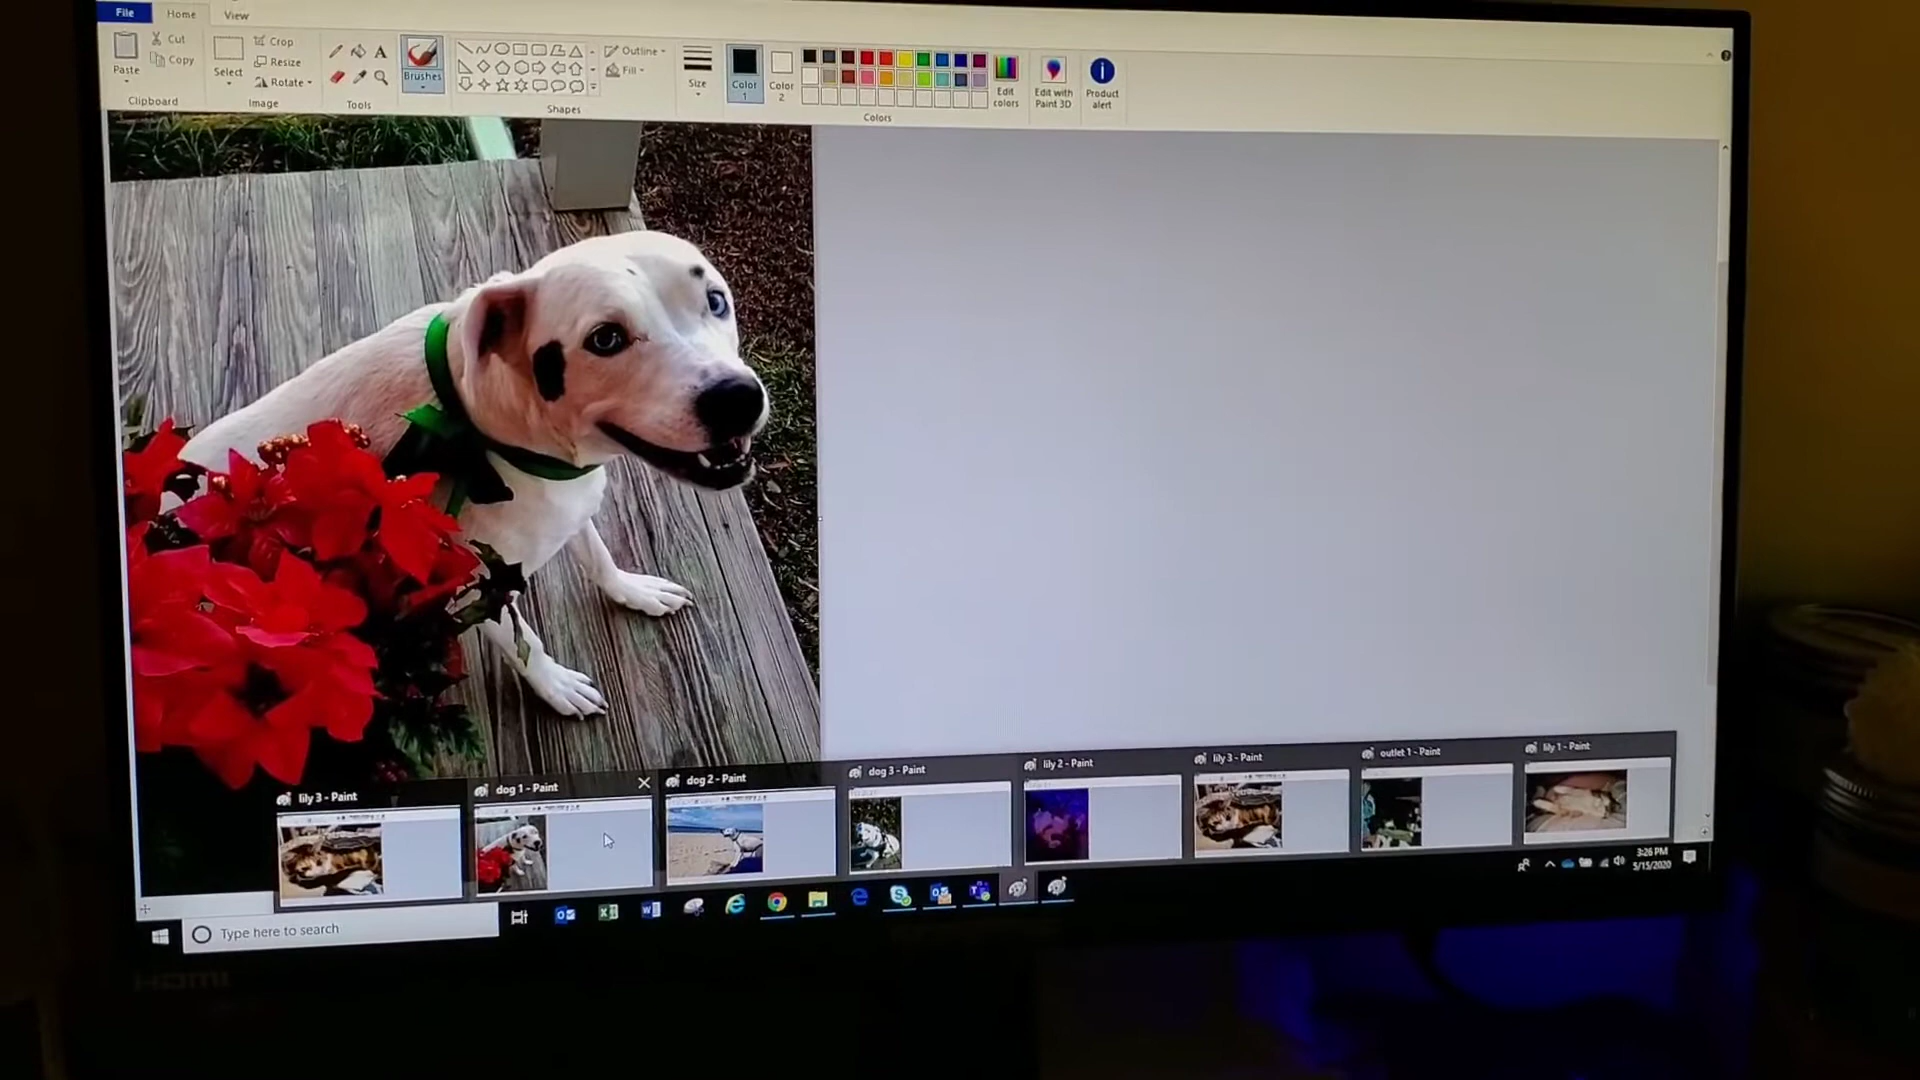 File Home View
Paste
Cut
Copy
Clipboard
Select
Crop
Resize
Rotate
Image
A
Tools
Brushes
Outline
Fill
Shapes
Size
Color
1
Color
2
Colors
Edit
colors
Edit with
Paint 3D
Product
alert
lily 3 - Paint
dog 1 - Paint
dog 2 - Paint
dog 3 - Paint
lily 2 - Paint
lily 3 - Paint
outlet 1 - Paint
lily 1 - Paint
Type here to search
3:26 PM
5/15/2020
HDMI